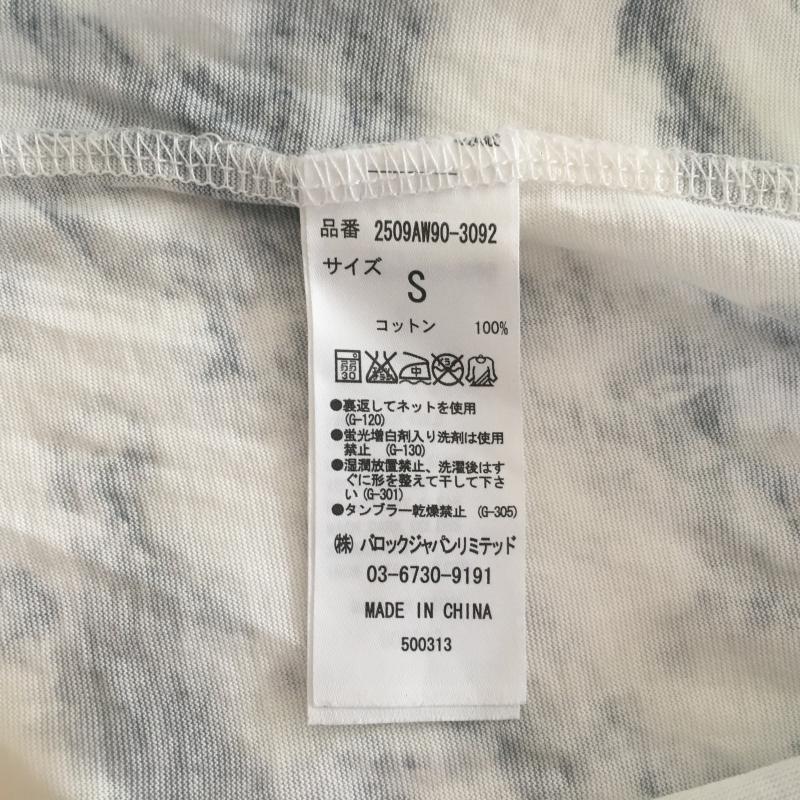 品番 2509AW90-3092
サイズ
S
コットン 100%
弱
30
中
●裏返してネットを使用
(G-120)
●蛍光増白剤入り洗剤は使用
禁止 (G-130)
●湿潤放置禁止、洗濯後はす
ぐに形を整えて干して下さ
い (G-301)
●タンブラー乾燥禁止 (G-305)
㈱ バロックジャパンリミテッド
03-6730-9191
MADE IN CHINA
500313